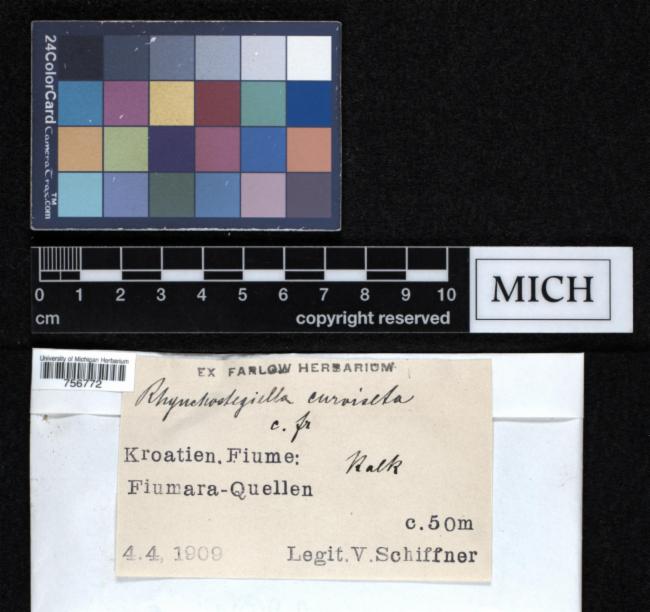 24ColorCard
CameraTrax.com™
0 1 2 3 4 5 6 7 8 9 10
cm copyright reserved
MICH
University of Michigan Herbarium
756772
EX FARLOW HERBARIUM
Rhynchostegiella curviseta
c. fr
Kroatien, Fiume: Kalk
Fiumara-Quellen
c.50m
4.4, 1909 Legit. V. Schiffner